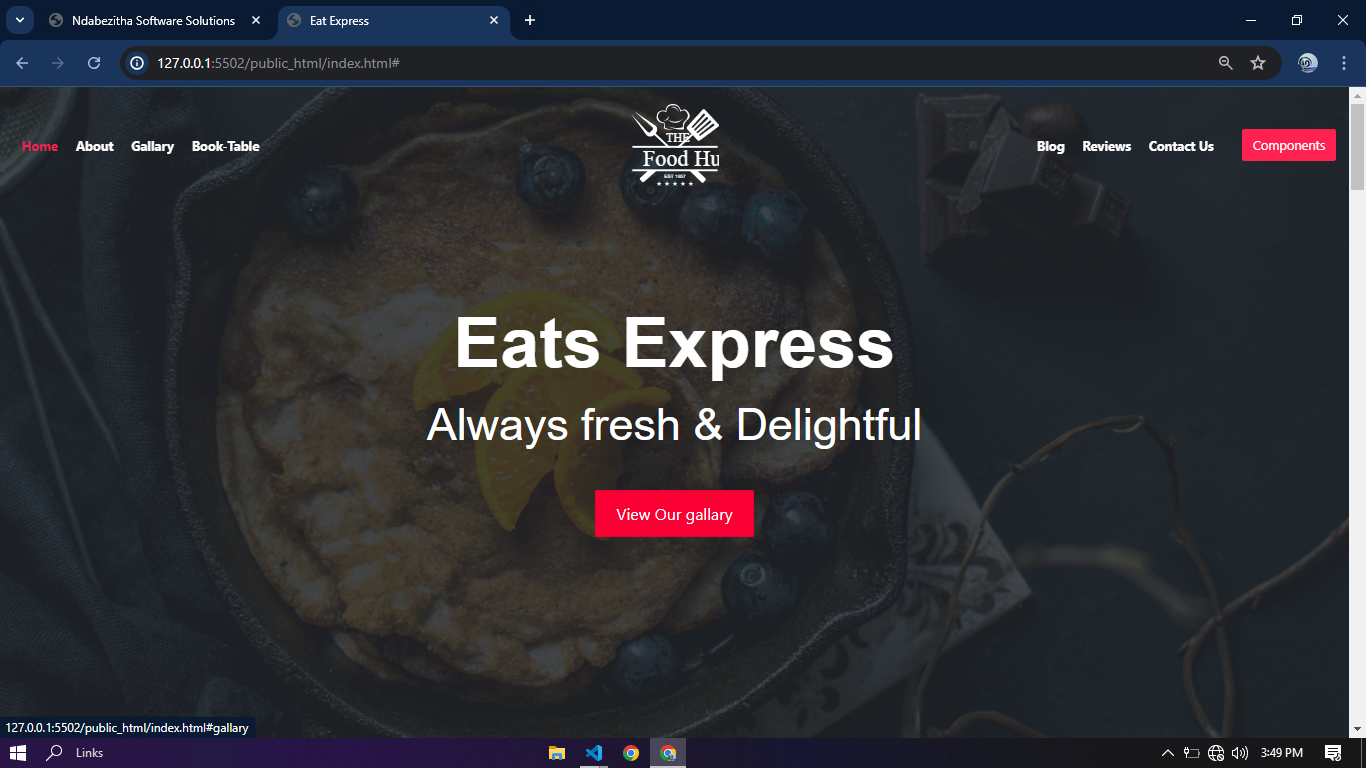 Ndabezitha Software Solutions
Eat Express
127.0.0.1:5502/public_html/index.html#
Home About Gallary Book-Table
THE
Food Hu
EST 1957
Blog Reviews Contact Us Components
Eats Express
Always fresh & Delightful
View Our gallary
127.0.0.1:5502/public_html/index.html#gallary
Links
3:49 PM